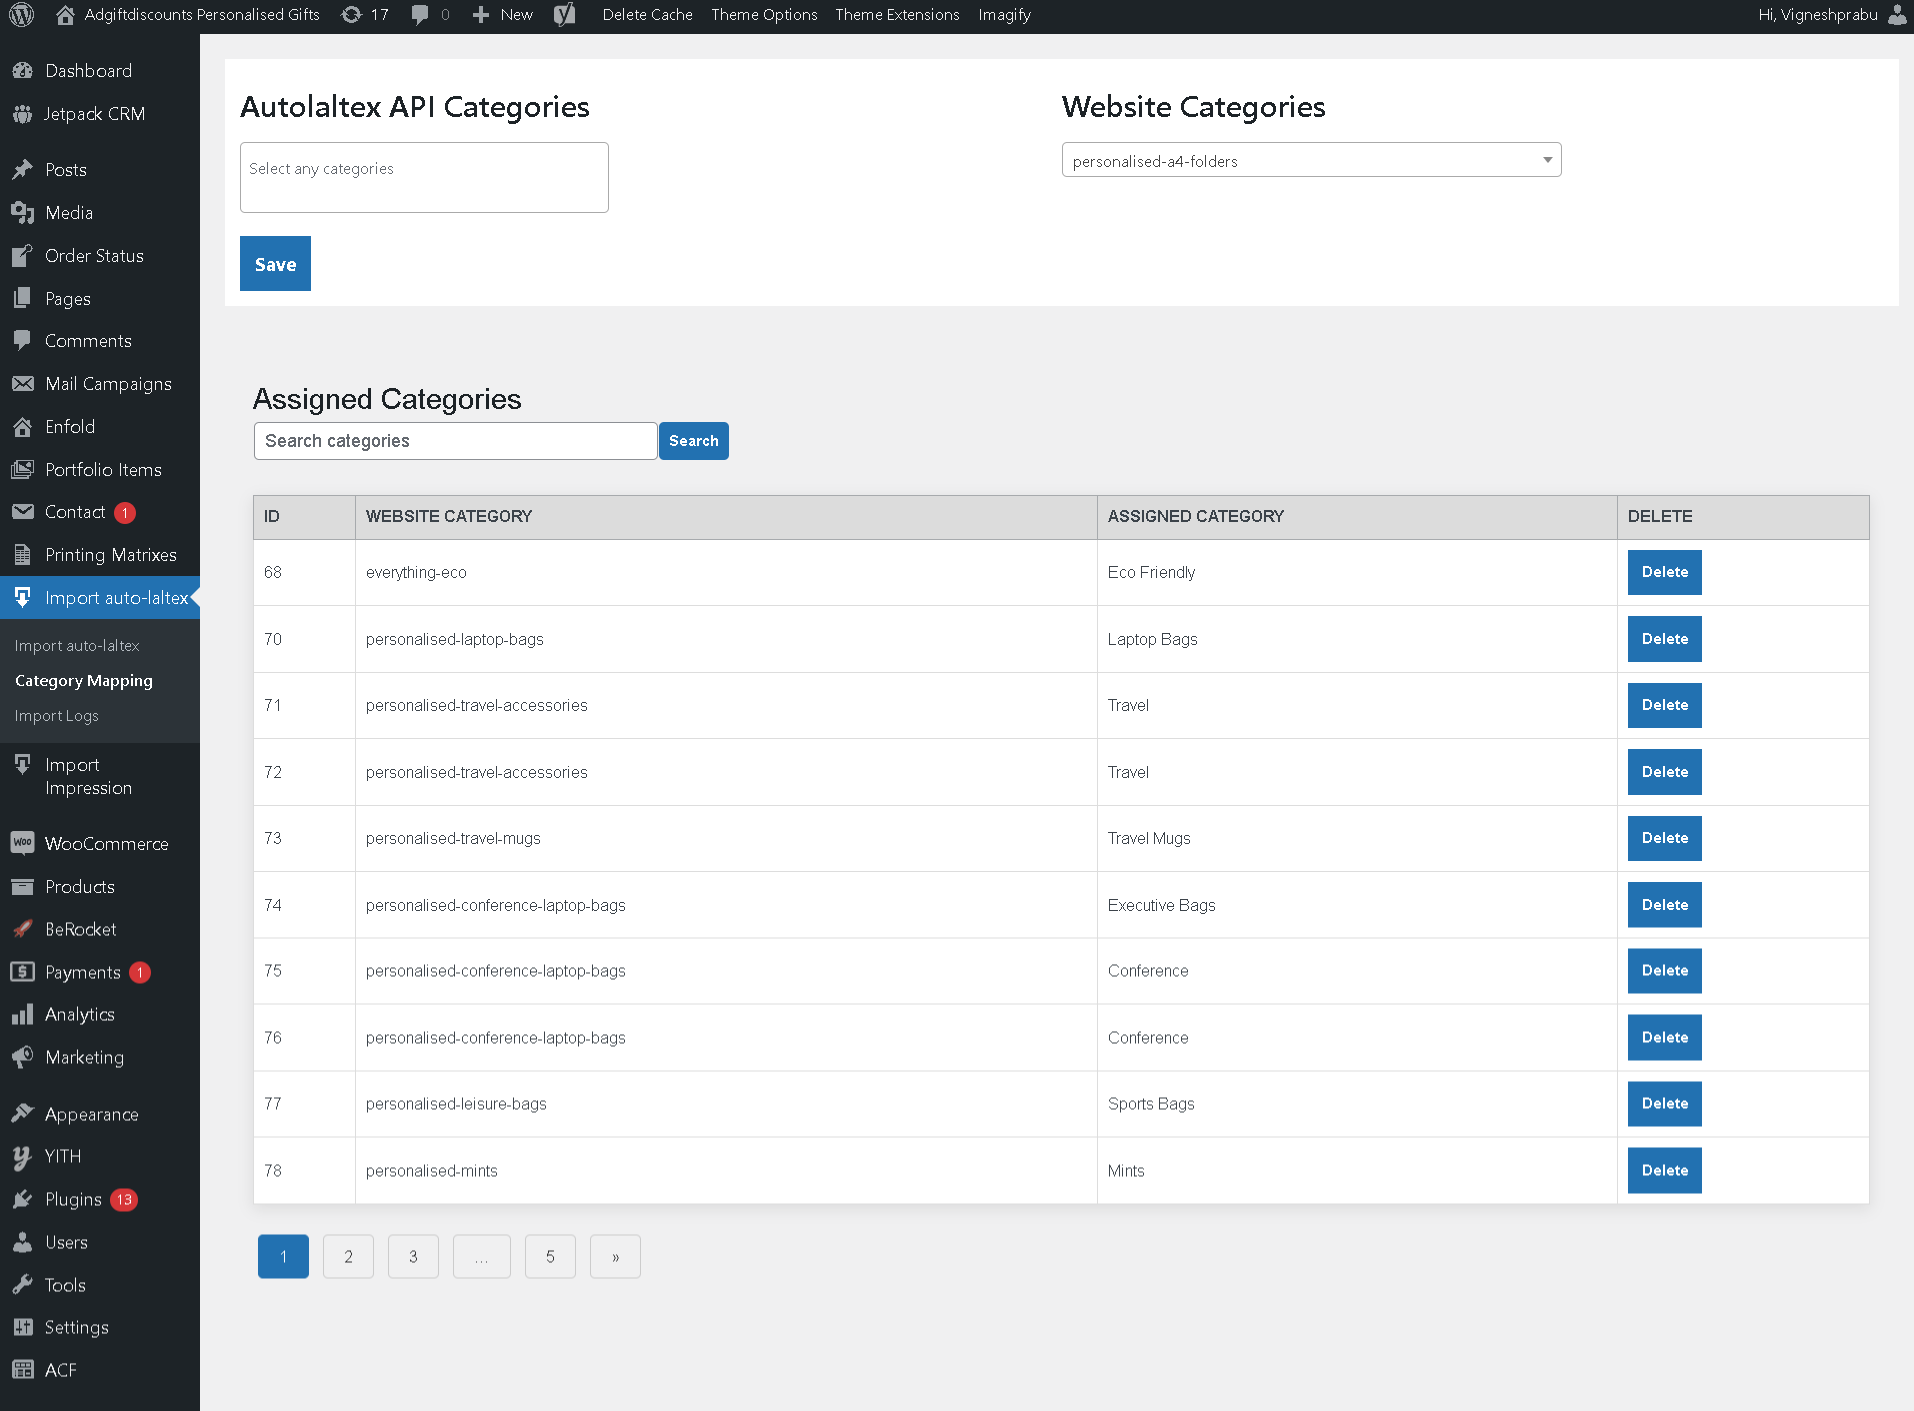 Adgiftdiscounts Personalised Gifts 17 0 New Delete Cache Theme Options Theme Extensions Imagify Hi, Vigneshprabu
Dashboard
Jetpack CRM
Posts
Media
Order Status
Pages
Comments
Mail Campaigns
Enfold
Portfolio Items
Contact 1
Printing Matrixes
Import auto-laltex
Import auto-laltex
Category Mapping
Import Logs
Import
Impression
WooCommerce
Products
BeRocket
Payments 1
Analytics
Marketing
Appearance
YITH
Plugins 13
Users
Tools
Settings
ACF
Autolaltex API Categories
Select any categories
Save
Website Categories
personalised-a4-folders
Assigned Categories
Search categories Search
ID WEBSITE CATEGORY ASSIGNED CATEGORY DELETE
68 everything-eco Eco Friendly Delete
70 personalised-laptop-bags Laptop Bags Delete
71 personalised-travel-accessories Travel Delete
72 personalised-travel-accessories Travel Delete
73 personalised-travel-mugs Travel Mugs Delete
74 personalised-conference-laptop-bags Executive Bags Delete
75 personalised-conference-laptop-bags Conference Delete
76 personalised-conference-laptop-bags Conference Delete
77 personalised-leisure-bags Sports Bags Delete
78 personalised-mints Mints Delete
1 2 3 ... 5 »